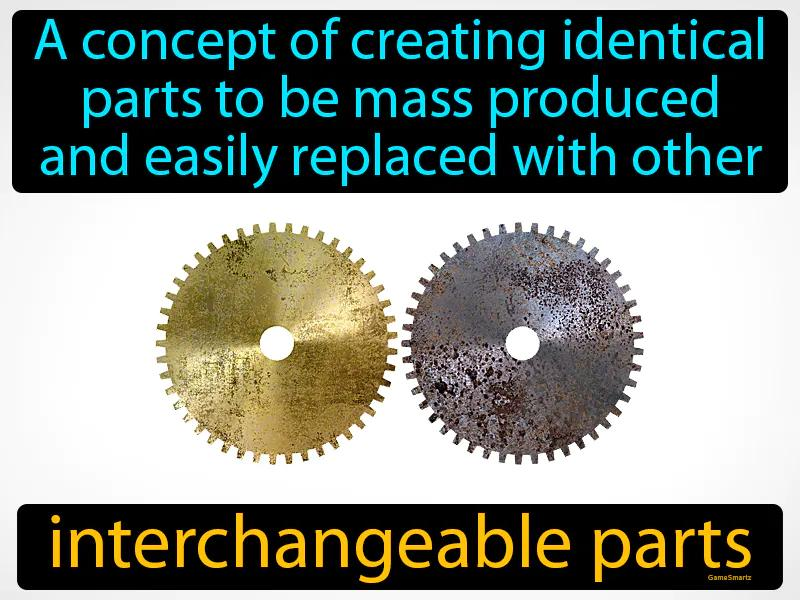 A concept of creating identical
parts to be mass produced
and easily replaced with other
interchangeable parts
GameSmartz